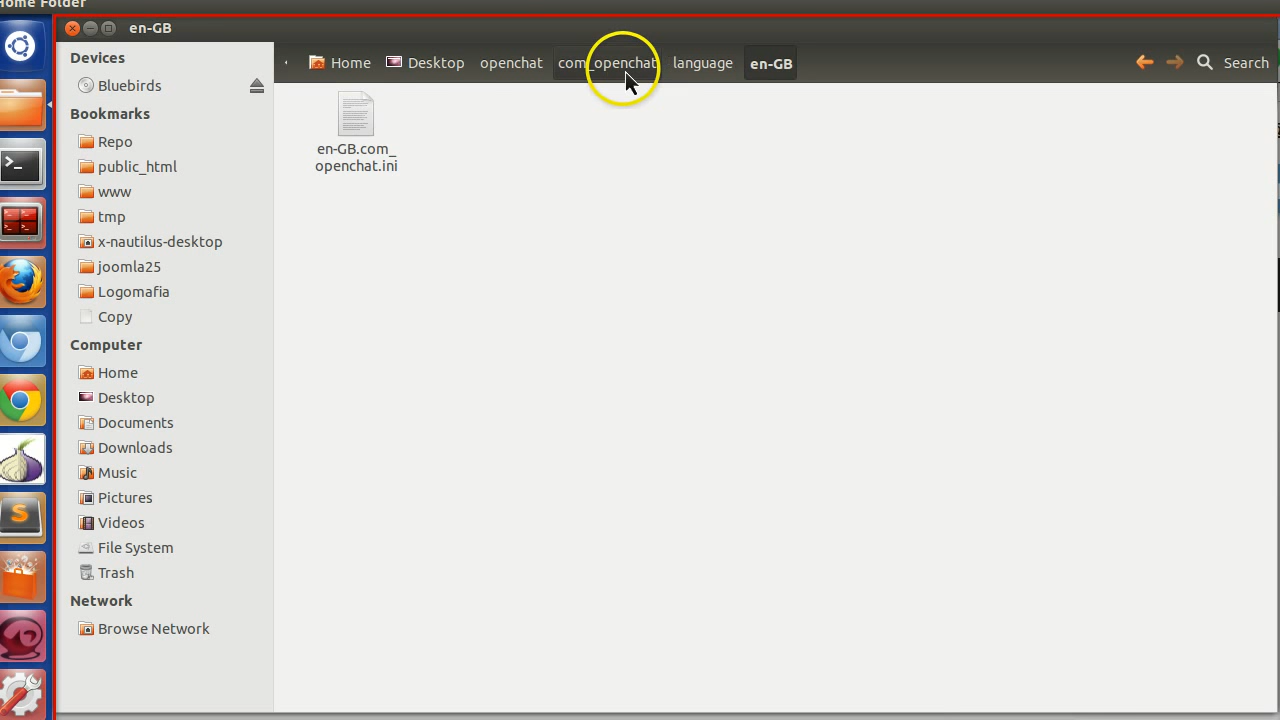 Home Folder
en-GB
Devices
Bluebirds
Bookmarks
Repo
public_html
www
tmp
x-nautilus-desktop
joomla25
Logomafia
Copy
Computer
Home
Desktop
Documents
Downloads
Music
Pictures
Videos
File System
Trash
Network
Browse Network
Home Desktop openchat com_openchat language en-GB Search
en-GB.com_
openchat.ini